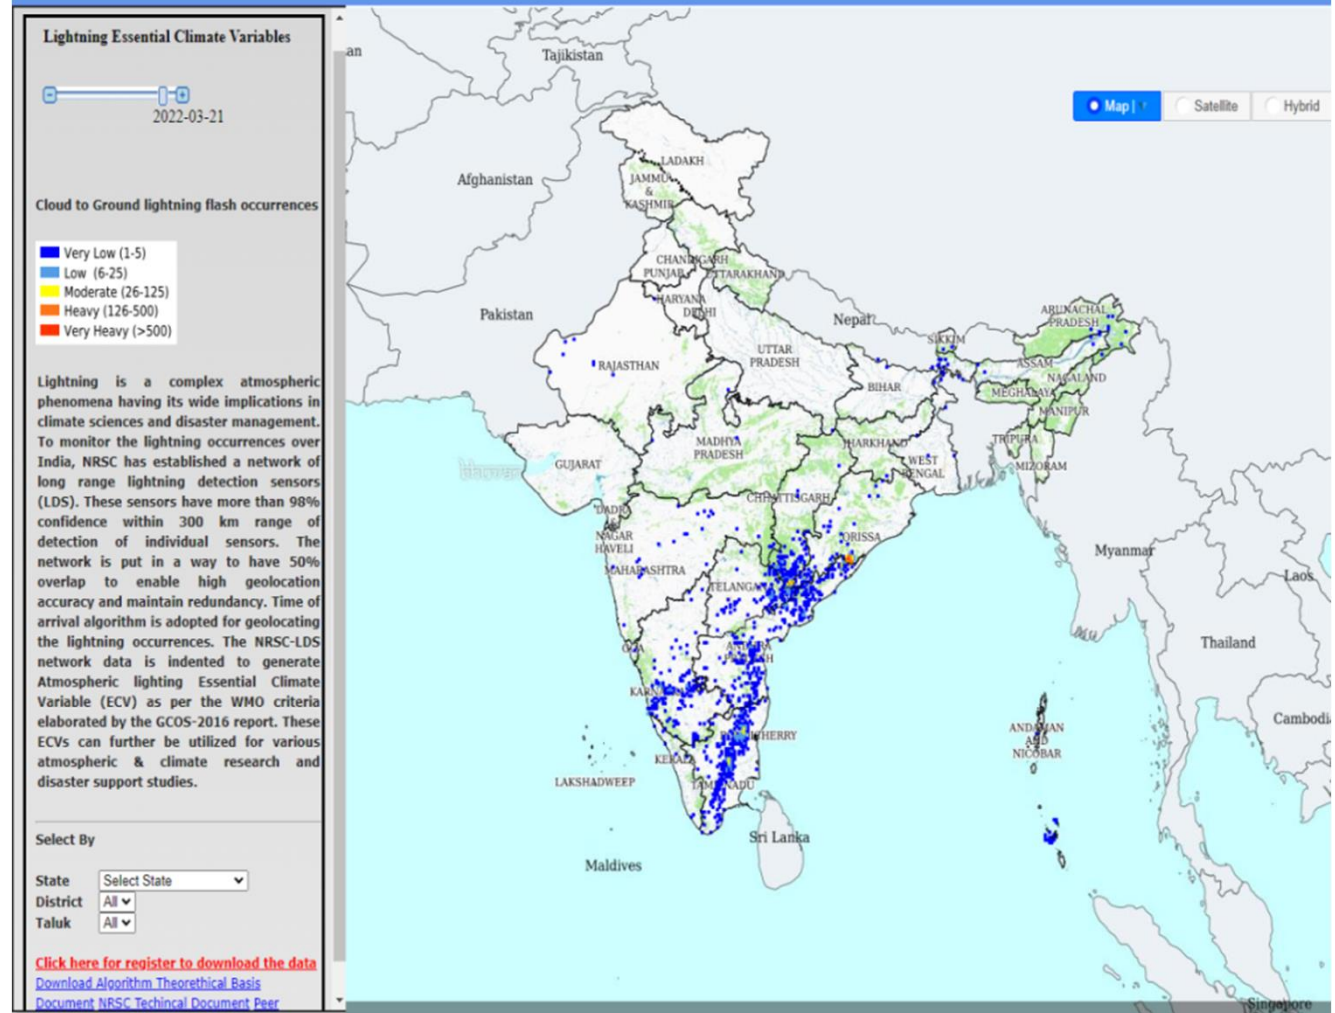 Lightning Essential Climate Variables
2022-03-21
Cloud to Ground lightning flash occurrences
Very Low (1-5)
Low (6-25)
Moderate (26-125)
Heavy (126-500)
Very Heavy (>500)
Lightning is a complex atmospheric
phenomena having its wide implications in
climate sciences and disaster management.
To monitor the lightning occurrences over
India, NRSC has established a network of
long range lightning detection sensors
(LDS). These sensors have more than 98%
confidence within 300 km range of
detection of individual sensors. The
network is put in a way to have 50%
overlap to enable high geolocation
accuracy and maintain redundancy. Time of
arrival algorithm is adopted for geolocating
the lightning occurrences. The NRSC-LDS
network data is indented to generate
Atmospheric lighting Essential Climate
Variable (ECV) as per the WMO criteria
elaborated by the GCOS-2016 report. These
ECVs can further be utilized for various
atmospheric & climate research and
disaster support studies.
Select By
State Select State
District All
Taluk All
Click here for register to download the data
Download Algorithm Theorethical Basis
Document NRSC Techincal Document Peer
an
Tajikistan
Map | Satellite Hybrid
LADAKH
Afghanistan
JAMMU
&
KASHMIR
CHANDIGARH
PUNJAB
UTTARAKHAND
HARYANA
DELHI
Pakistan
Nepal
ARUNACHAL
PRADESH
SIKKIM
UTTAR
PRADESH
RAJASTHAN
ASSAM
NAGALAND
BIHAR
MEGHALAYA
MANIPUR
MADHYA
PRADESH
JHARKHAND
TRIPURA
GUJARAT
WEST
BENGAL
MIZORAM
CHHATTISGARH
DADRA
NAGAR
HAVELI
ORISSA
Myanmar
MAHARASHTRA
Laos
TELANGANA
Thailand
GOA
Cambodia
ANDAMAN
AND
NICOBAR
KERALA
LAKSHADWEEP
TAMILNADU
Sri Lanka
Maldives
Singapore